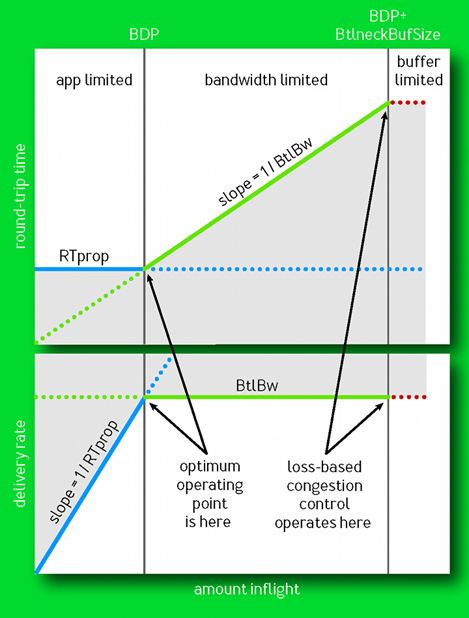 BDP
BDP+
BtlneckBufSize
app limited
bandwidth limited
buffer
limited
round-trip time
slope = 1 / BtlBw
RTprop
delivery rate
slope = 1/ RTprop
BtlBw
optimum
operating
point
is here
loss-based
congestion
control
operates here
amount inflight